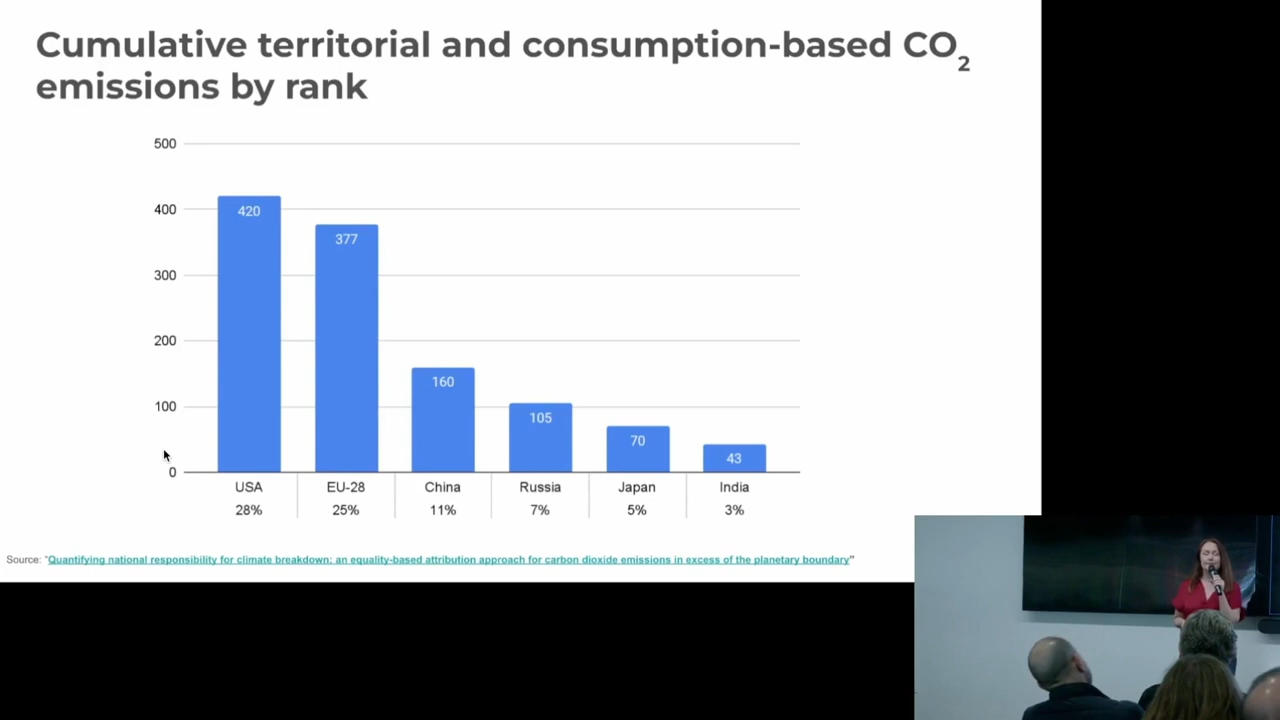 Cumulative territorial and consumption-based CO2
emissions by rank
500
400
300
200
100
0
420
377
160
105
70
43
USA
EU-28
China
Russia
Japan
India
28%
25%
11%
7%
5%
3%
Source: "Quantifying national responsibility for climate breakdown: an equality-based attribution approach for carbon dioxide emissions in excess of the planetary boundary"